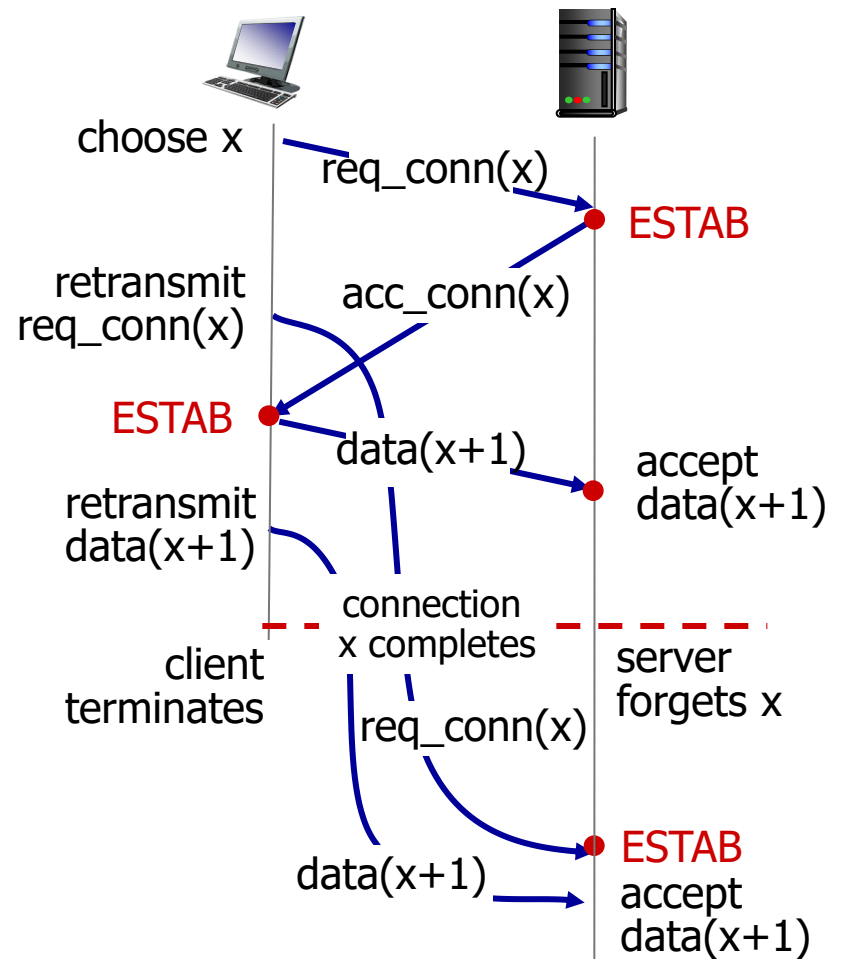 choose x
req_conn(x)
ESTAB
retransmit
req_conn(x)
acc_conn(x)
ESTAB
data(x+1)
accept
data(x+1)
retransmit
data(x+1)
connection
x completes
client
terminates
server
forgets x
req_conn(x)
ESTAB
data(x+1)
accept
data(x+1)